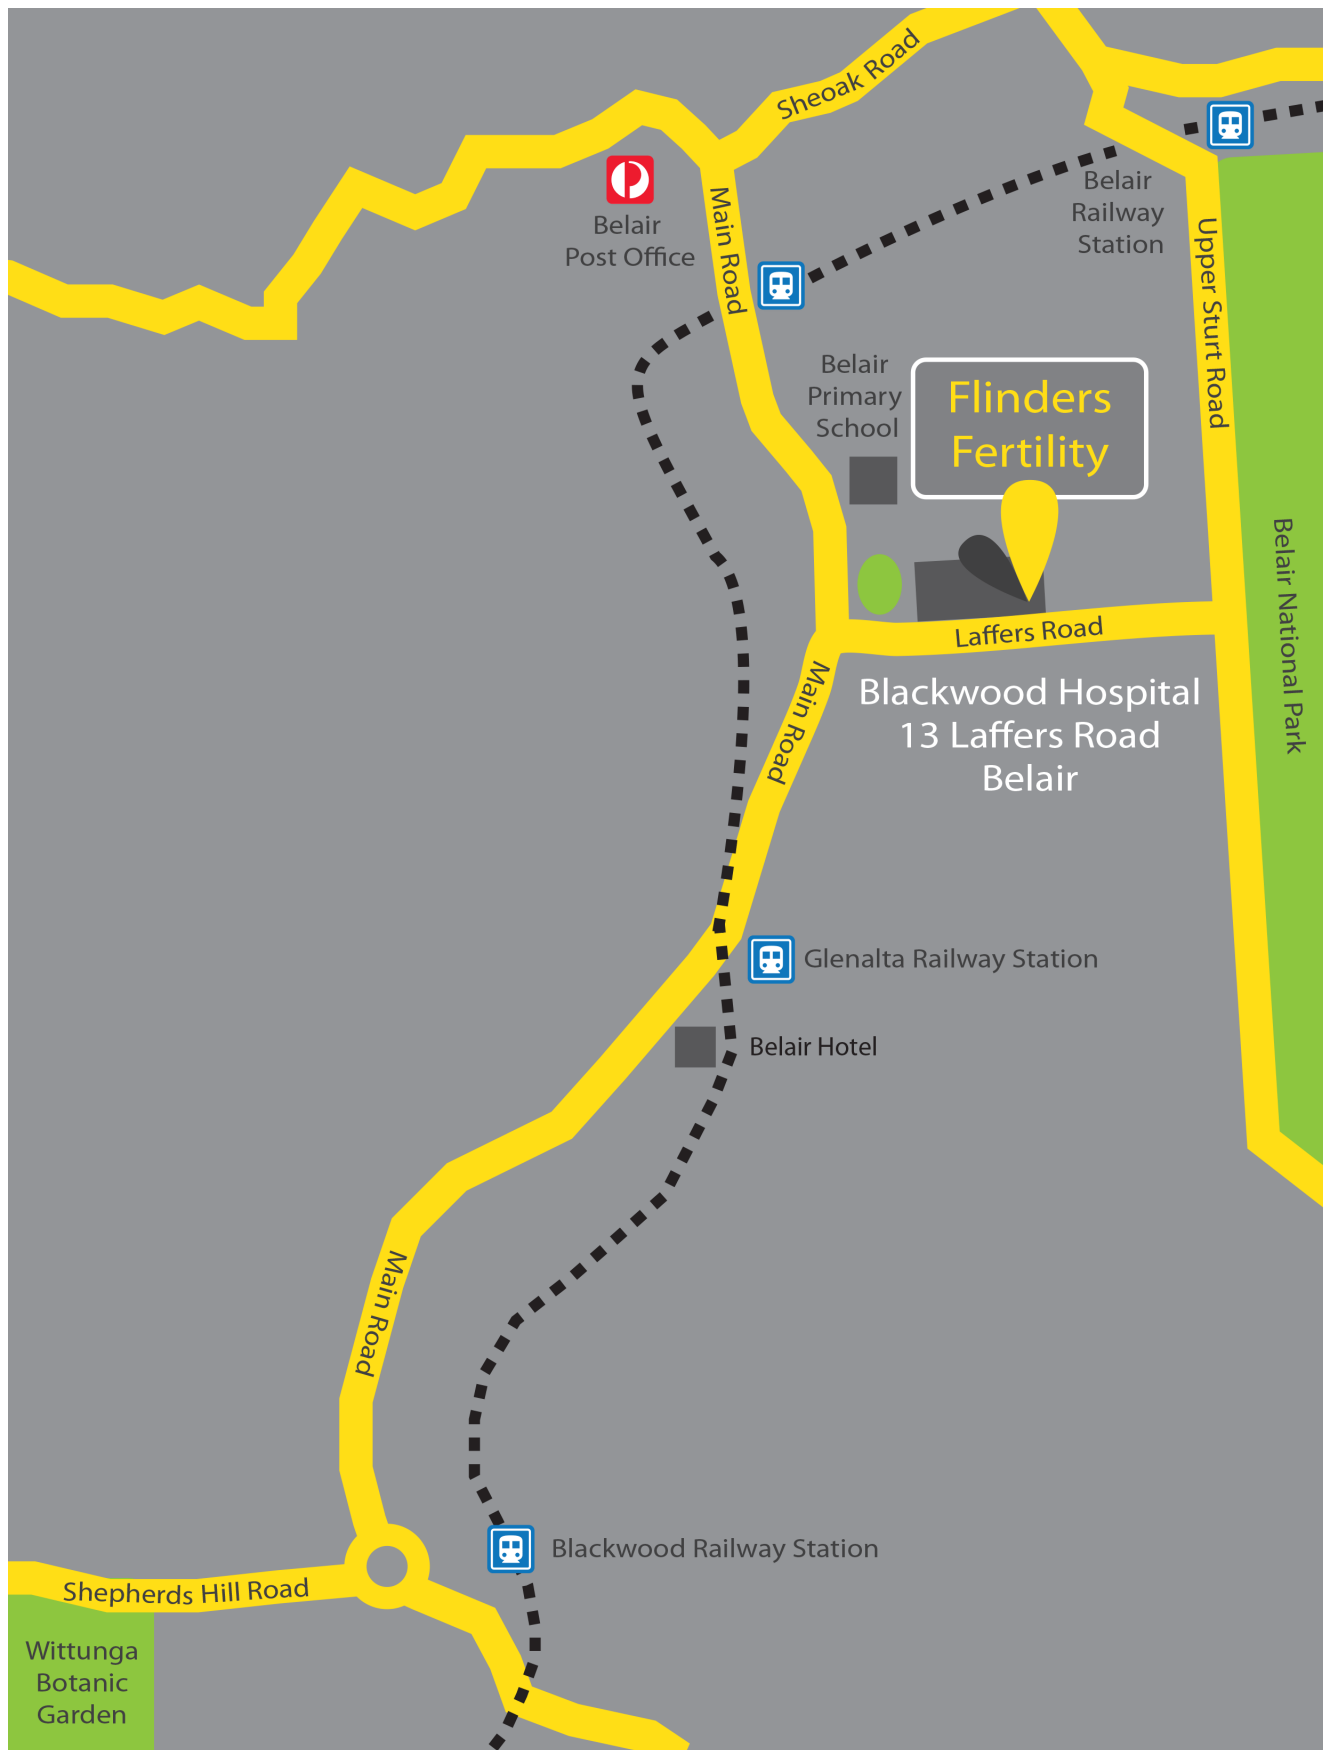 Sheoak Road
Belair
Post Office
Main Road
Belair
Railway
Station
Upper Sturt Road
Belair
Primary
School
Flinders
Fertility
Belair National Park
Laffers Road
Main Road
Blackwood Hospital
13 Laffers Road
Belair
Glenalta Railway Station
Belair Hotel
Main Road
Blackwood Railway Station
Shepherds Hill Road
Wittunga
Botanic
Garden